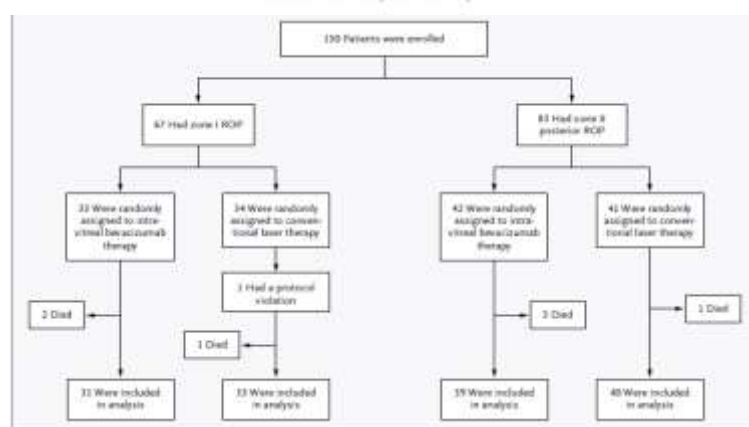 150 Patients were enrolled
67 Had zone I ROP
83 Had zone II
posterior ROP
33 Were randomly
assigned to intra-
vitreal bevacizumab
therapy
34 Were randomly
assigned to conven-
tional laser therapy
42 Were randomly
assigned to intra-
vitreal bevacizumab
therapy
41 Were randomly
assigned to conven-
tional laser therapy
1 Had a protocol
violation
2 Died
1 Died
3 Died
1 Died
31 Were included
in analysis
33 Were included
in analysis
39 Were included
in analysis
40 Were included
in analysis